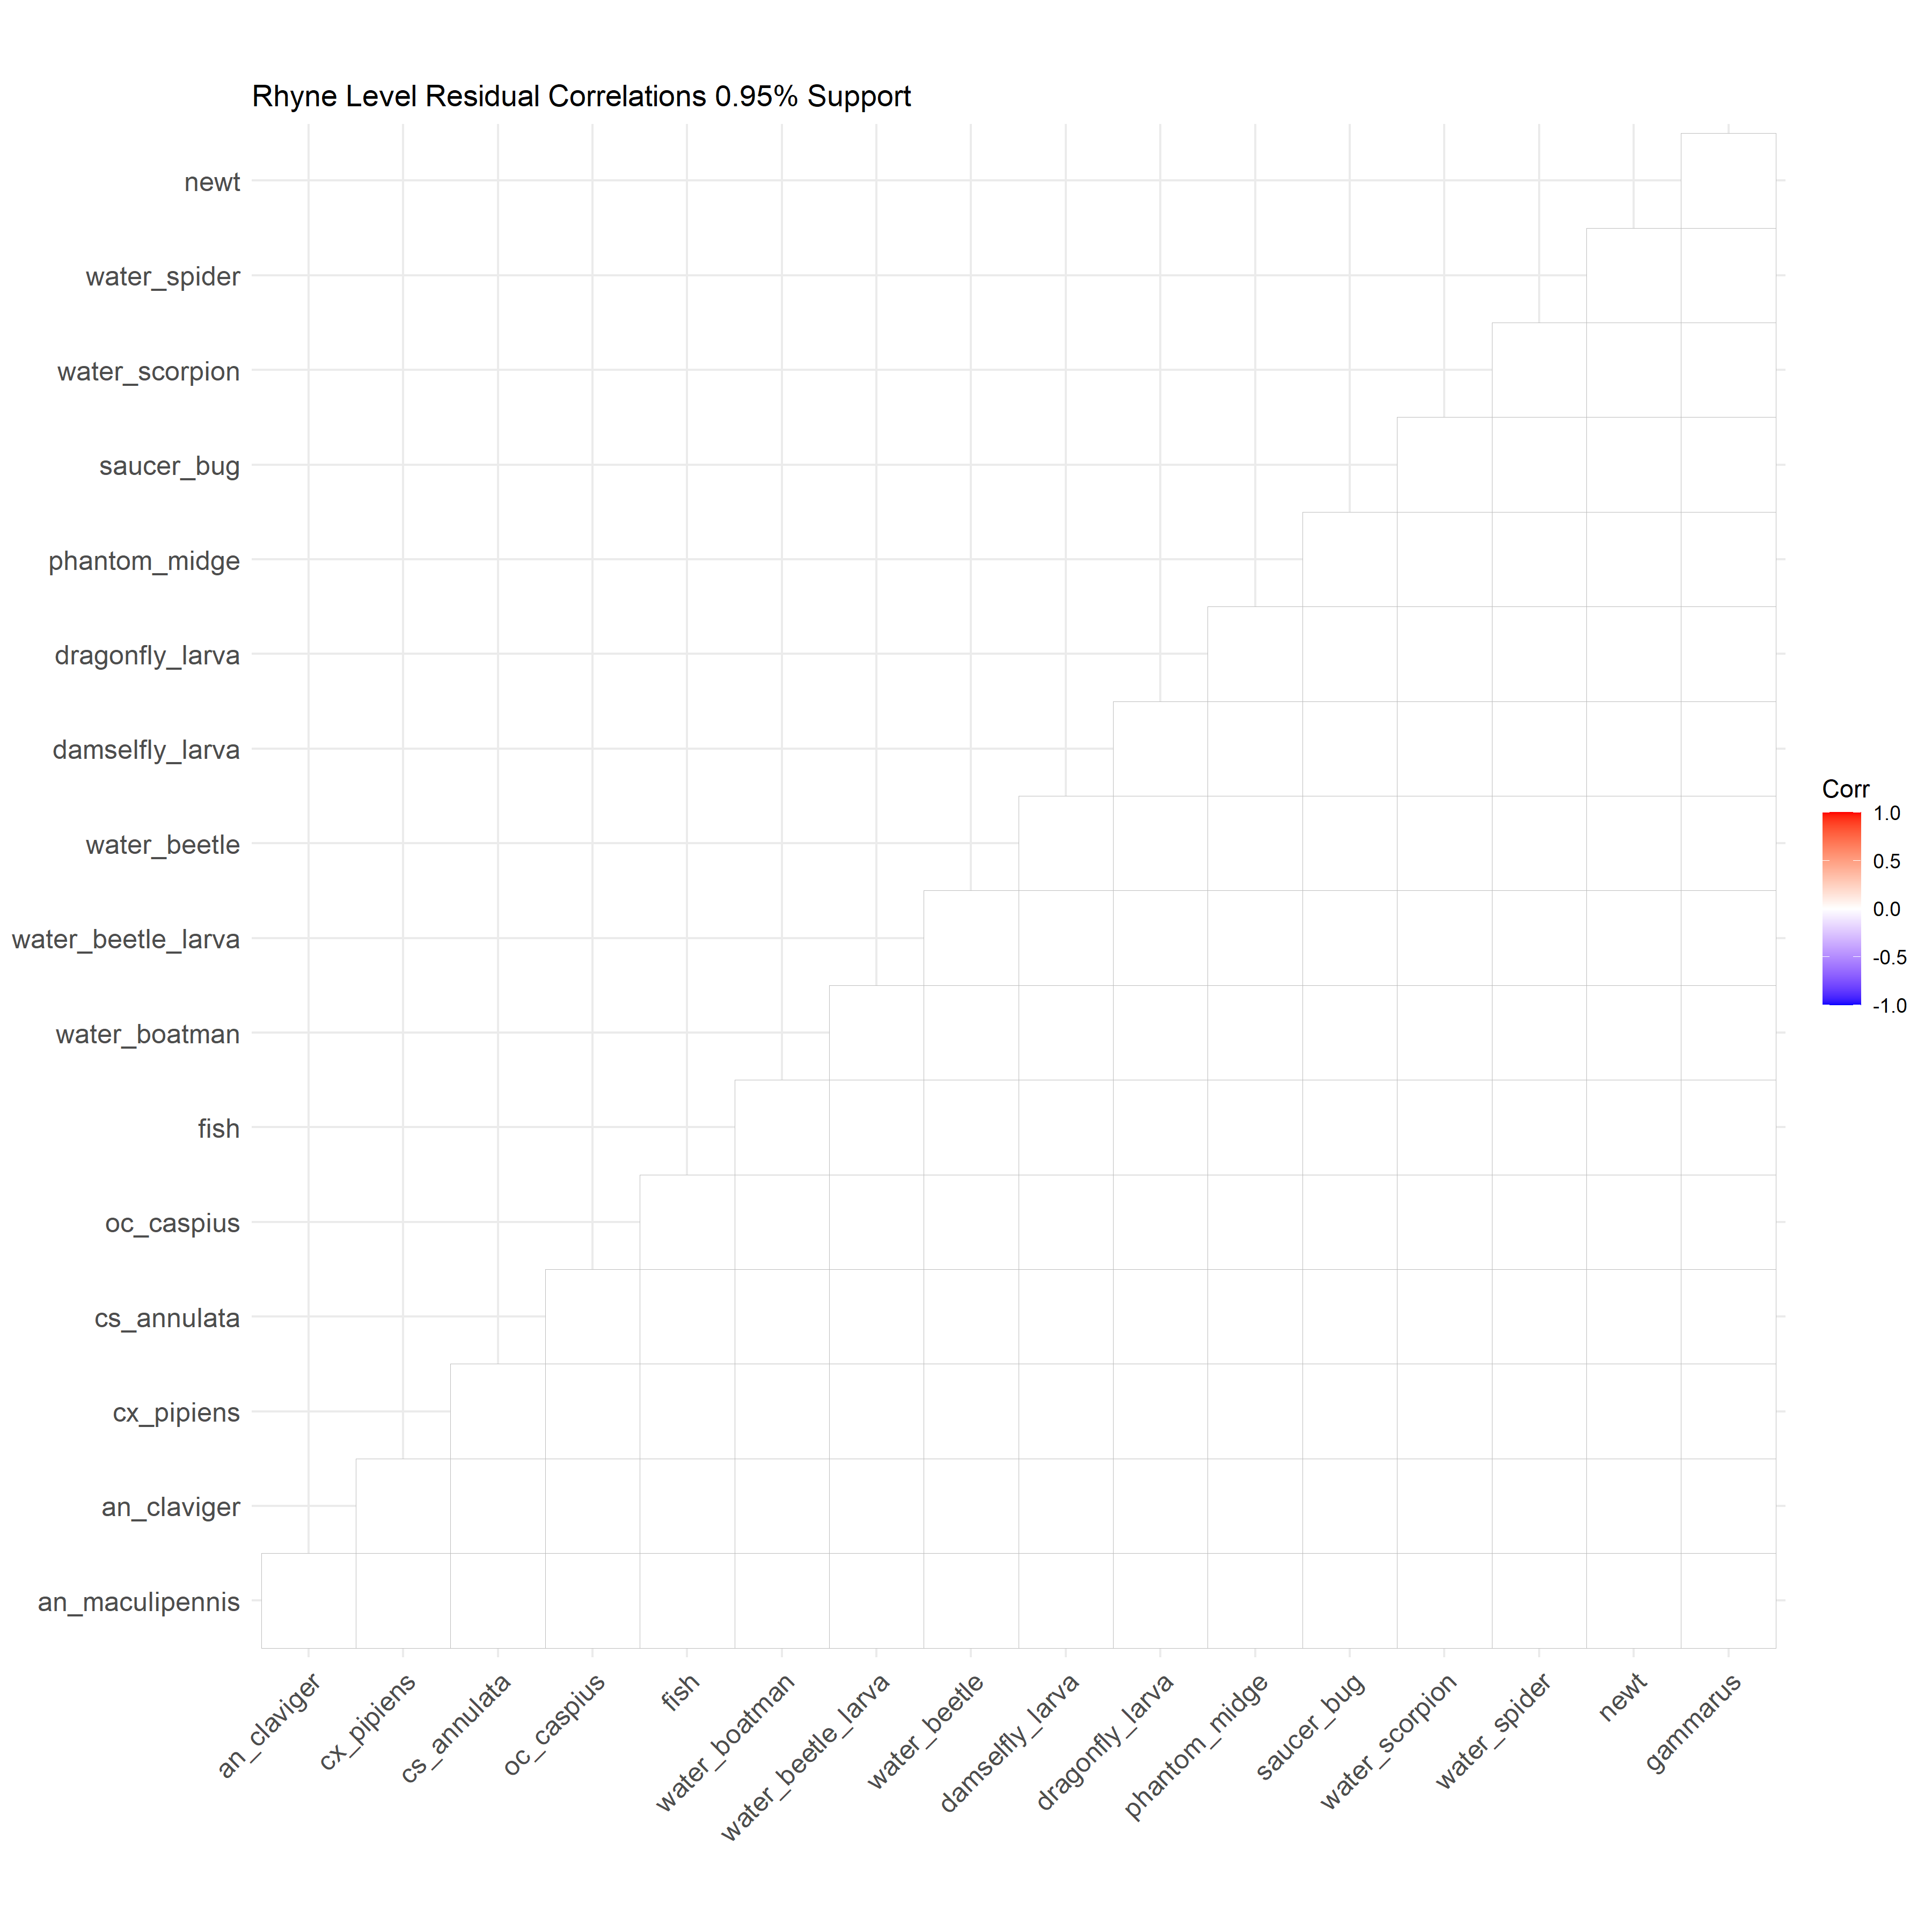 Rhyne Level Residual Correlations 0.95% Support
newt
water_spider
water_scorpion
saucer_bug
phantom_midge
dragonfly_larva
damselfly_larva
water_beetle
water_beetle_larva
water_boatman
fish
oc_caspius
cs_annulata
cx_pipiens
an_claviger
an_maculipennis
an_claviger
cx_pipiens
cs_annulata
oc_caspius
fish
water_boatman
water_beetle_larva
water_beetle
damselfly_larva
dragonfly_larva
phantom_midge
saucer_bug
water_scorpion
water_spider
newt
gammarus
Corr
1.0
0.5
0.0
-0.5
-1.0